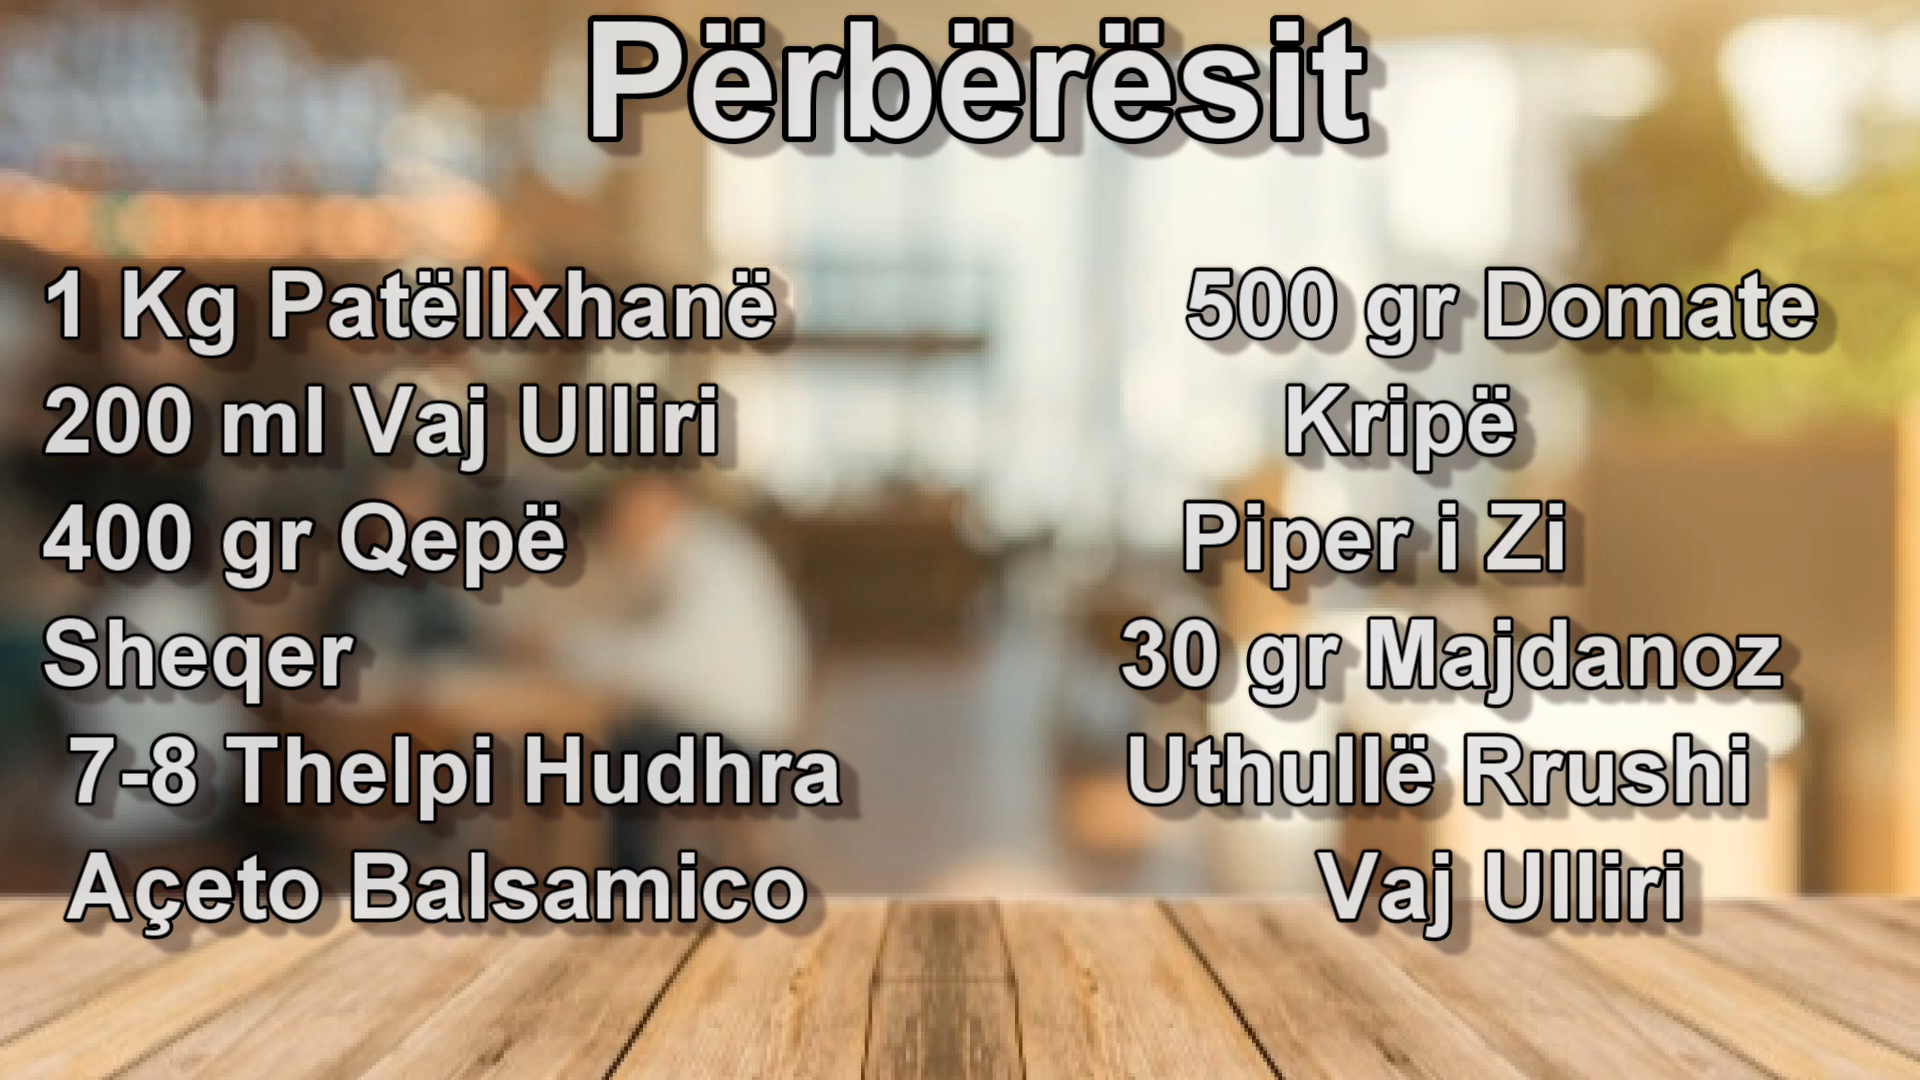 Përbërësit
1 Kg Patëllxhanë
200 ml Vaj Ulliri
400 gr Qepë
Sheqer
7-8 Thelpi Hudhra
Açeto Balsamico
500 gr Domate
Kripë
Piper i Zi
30 gr Majdanoz
Uthullë Rrushi
Vaj Ulliri